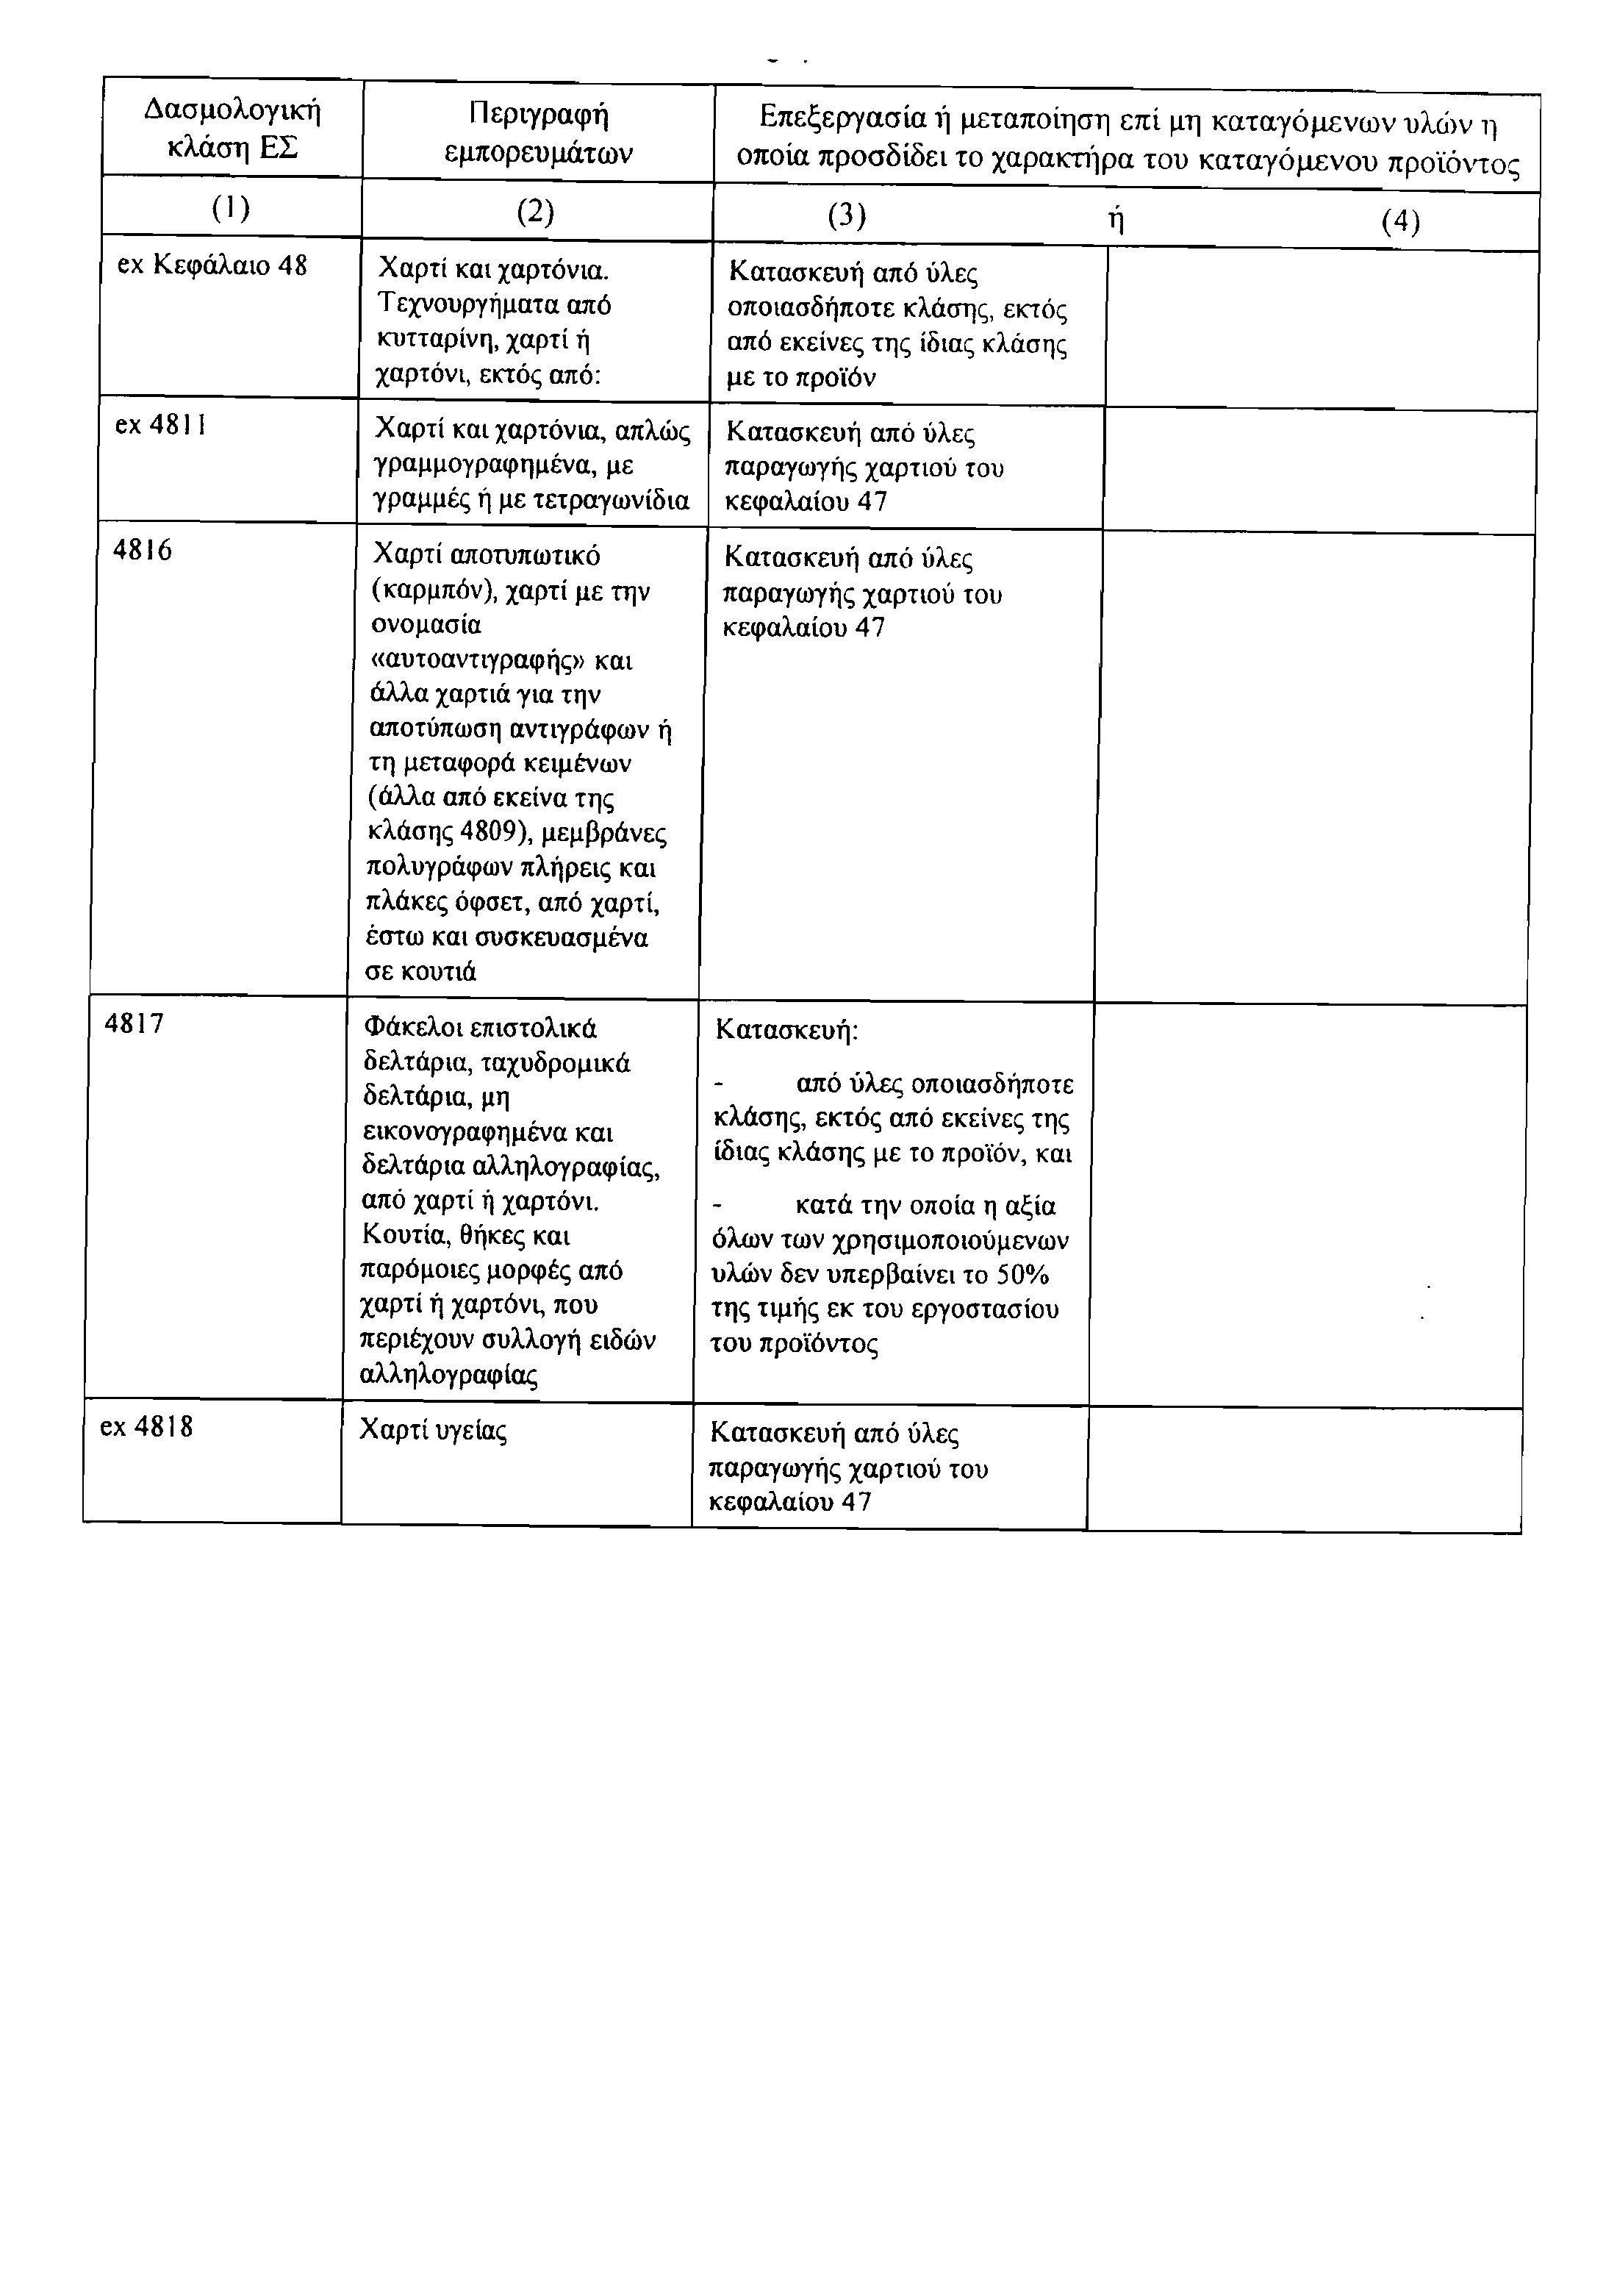 Δασμολογική
κλάση ΕΣ
Περιγραφή
εμπορευμάτων
Επεξεργασία ή μεταποίηση επί μη καταγόμενων υλών η
οποία προσδίδει το χαρακτήρα του καταγόμενου προϊόντος
(1)
(2)
(3) ή (4)
ex Κεφάλαιο 48
Χαρτί και χαρτόνια.
Τεχνουργήματα από
κυτταρίνη, χαρτί ή
χαρτόνι, εκτός από:
Κατασκευή από ύλες
οποιασδήποτε κλάσης, εκτός
από εκείνες της ίδιας κλάσης
με το προϊόν
ex 4811
Χαρτί και χαρτόνια, απλώς
γραμμογραφημένα, με
γραμμές ή με τετραγωνίδια
Κατασκευή από ύλες
παραγωγής χαρτιού του
κεφαλαίου 47
4816
Χαρτί αποτυπωτικό
(καρμπόν), χαρτί με την
ονομασία
«αυτοαντιγραφής» και
άλλα χαρτιά για την
αποτύπωση αντιγράφων ή
τη μεταφορά κειμένων
(άλλα από εκείνα της
κλάσης 4809), μεμβράνες
πολυγράφων πλήρεις και
πλάκες όφσετ, από χαρτί,
έστω και συσκευασμένα
σε κουτιά
Κατασκευή από ύλες
παραγωγής χαρτιού του
κεφαλαίου 47
4817
Φάκελοι επιστολικά
δελτάρια, ταχυδρομικά
δελτάρια, μη
εικονογραφημένα και
δελτάρια αλληλογραφίας,
από χαρτί ή χαρτόνι.
Κουτία, θήκες και
παρόμοιες μορφές από
χαρτί ή χαρτόνι, που
περιέχουν συλλογή ειδών
αλληλογραφίας
Κατασκευή:
- από ύλες οποιασδήποτε
κλάσης, εκτός από εκείνες της
ίδιας κλάσης με το προϊόν, και
- κατά την οποία η αξία
όλων των χρησιμοποιούμενων
υλών δεν υπερβαίνει το 50%
της τιμής εκ του εργοστασίου
του προϊόντος
ex 4818
Χαρτί υγείας
Κατασκευή από ύλες
παραγωγής χαρτιού του
κεφαλαίου 47